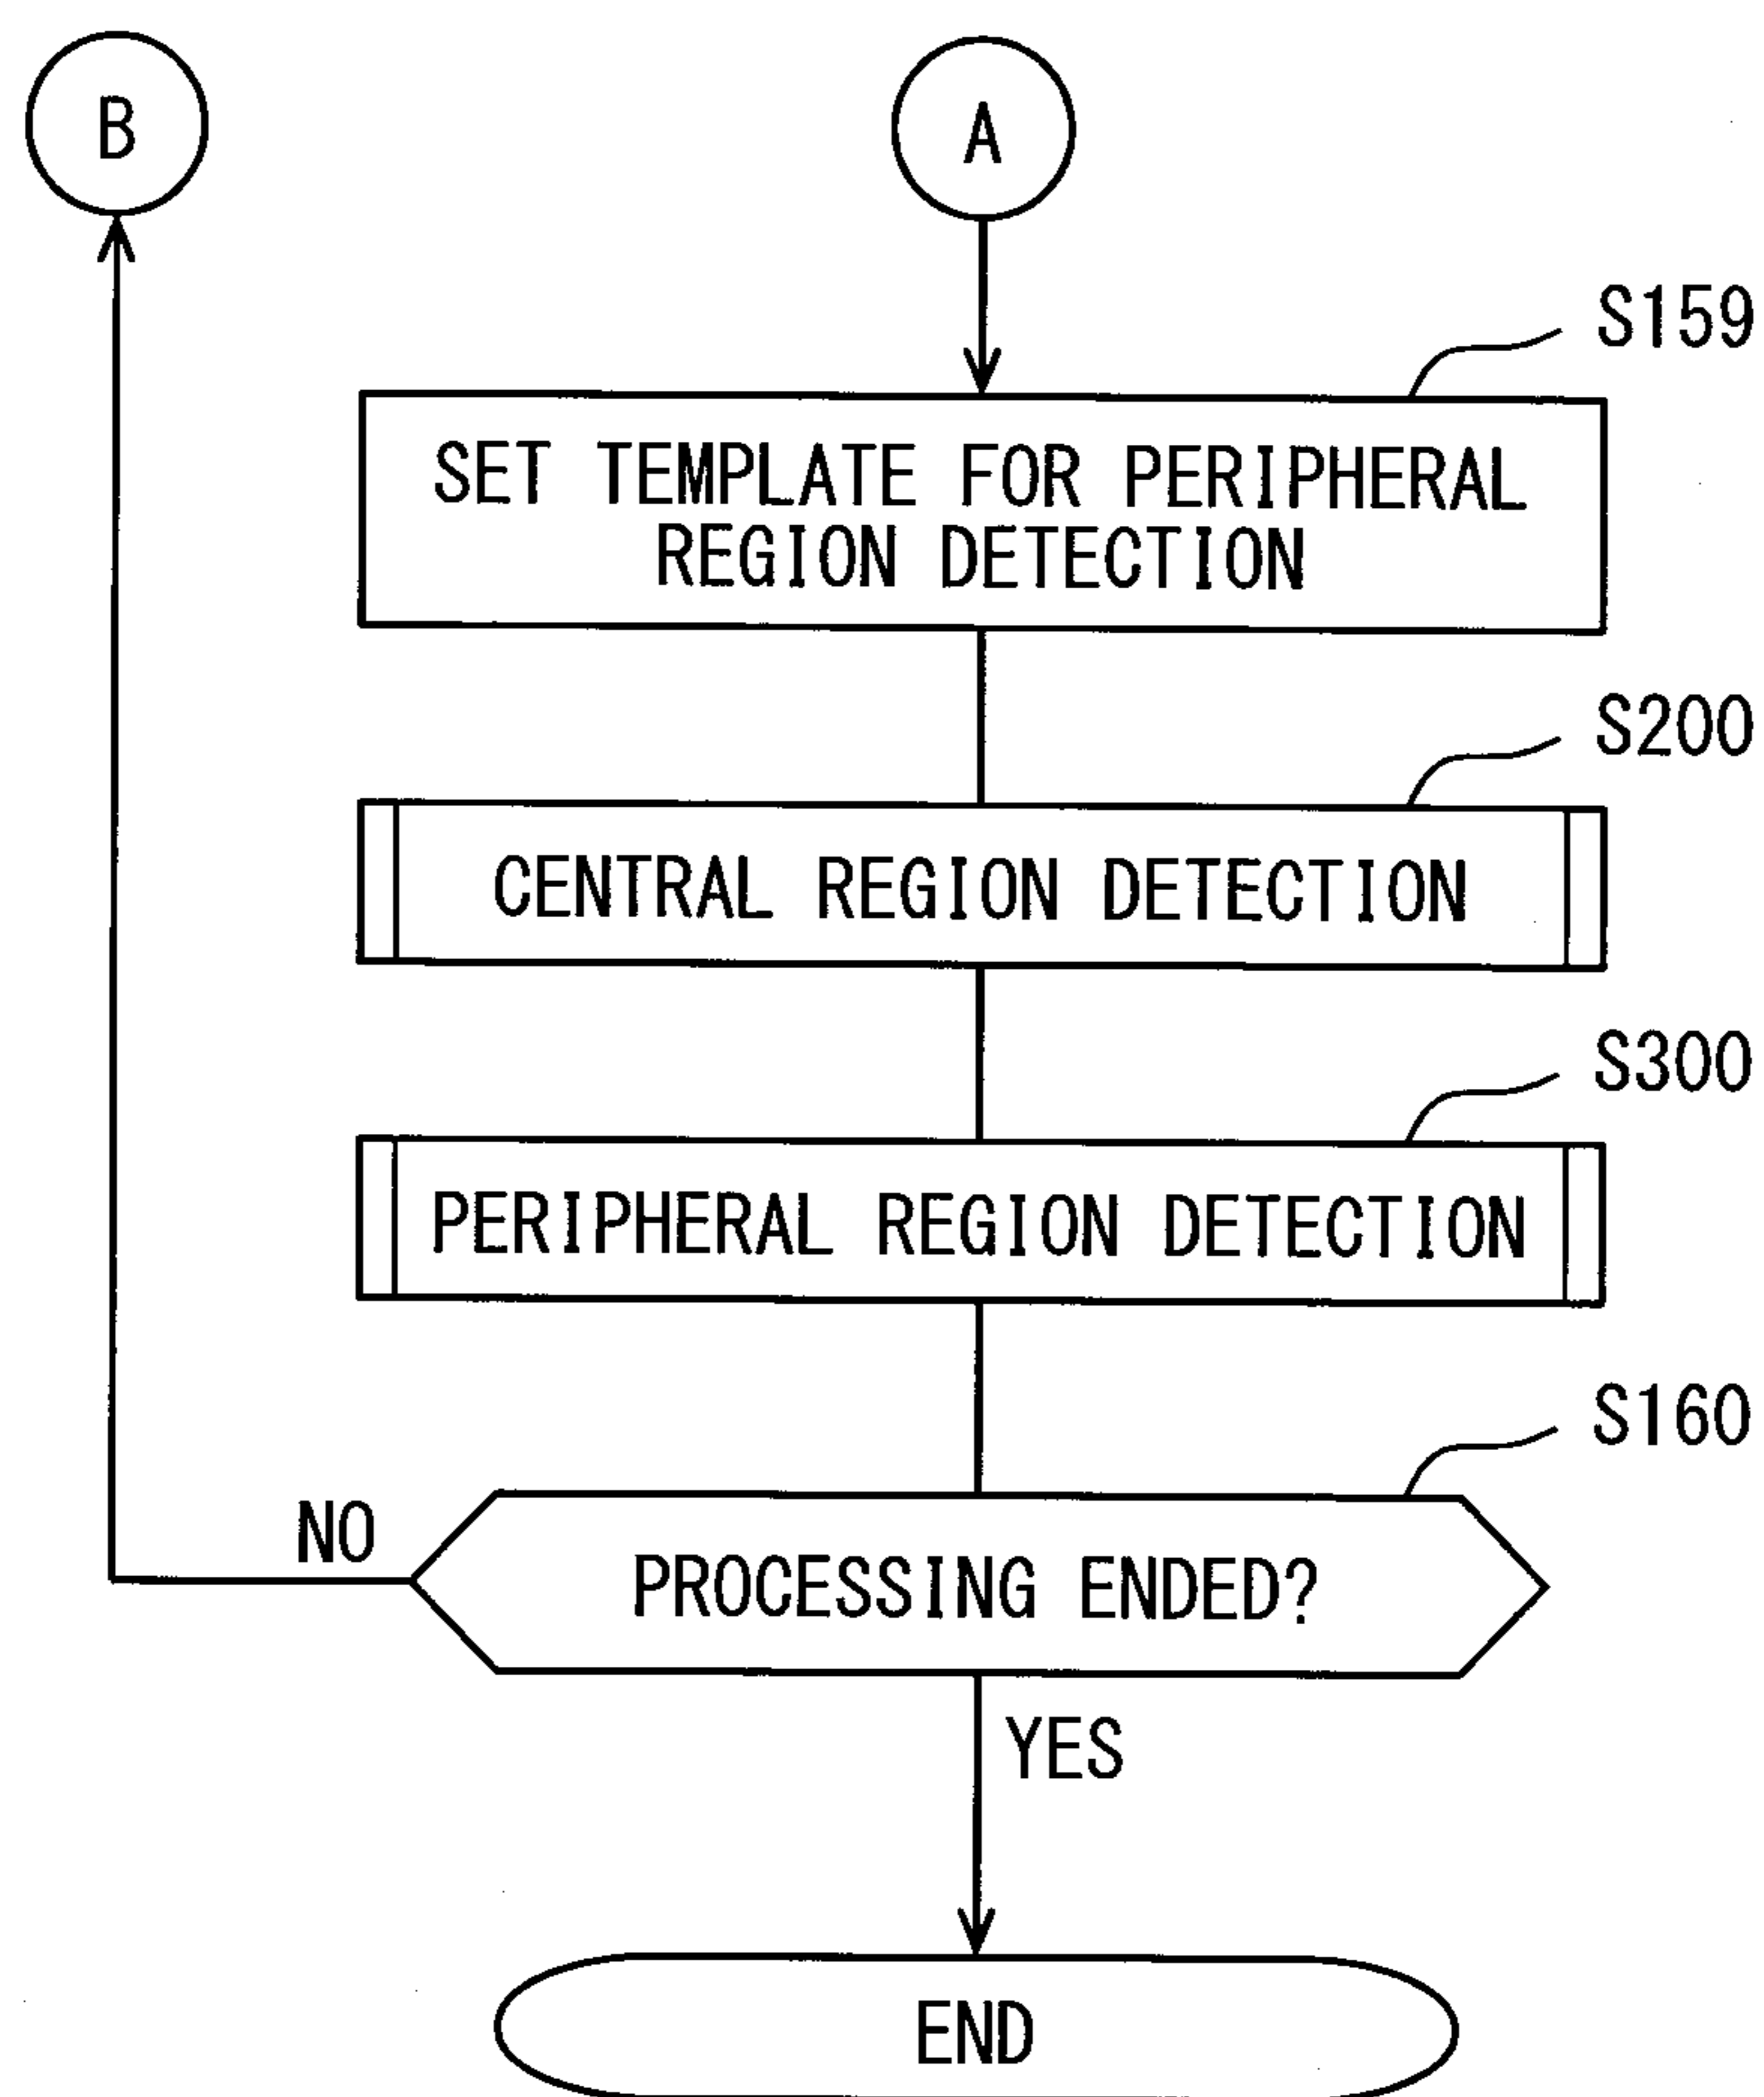 B
A
S159
SET TEMPLATE FOR PERIPHERAL
REGION DETECTION
S200
CENTRAL REGION DETECTION
S300
PERIPHERAL REGION DETECTION
S160
NO
PROCESSING ENDED?
YES
END